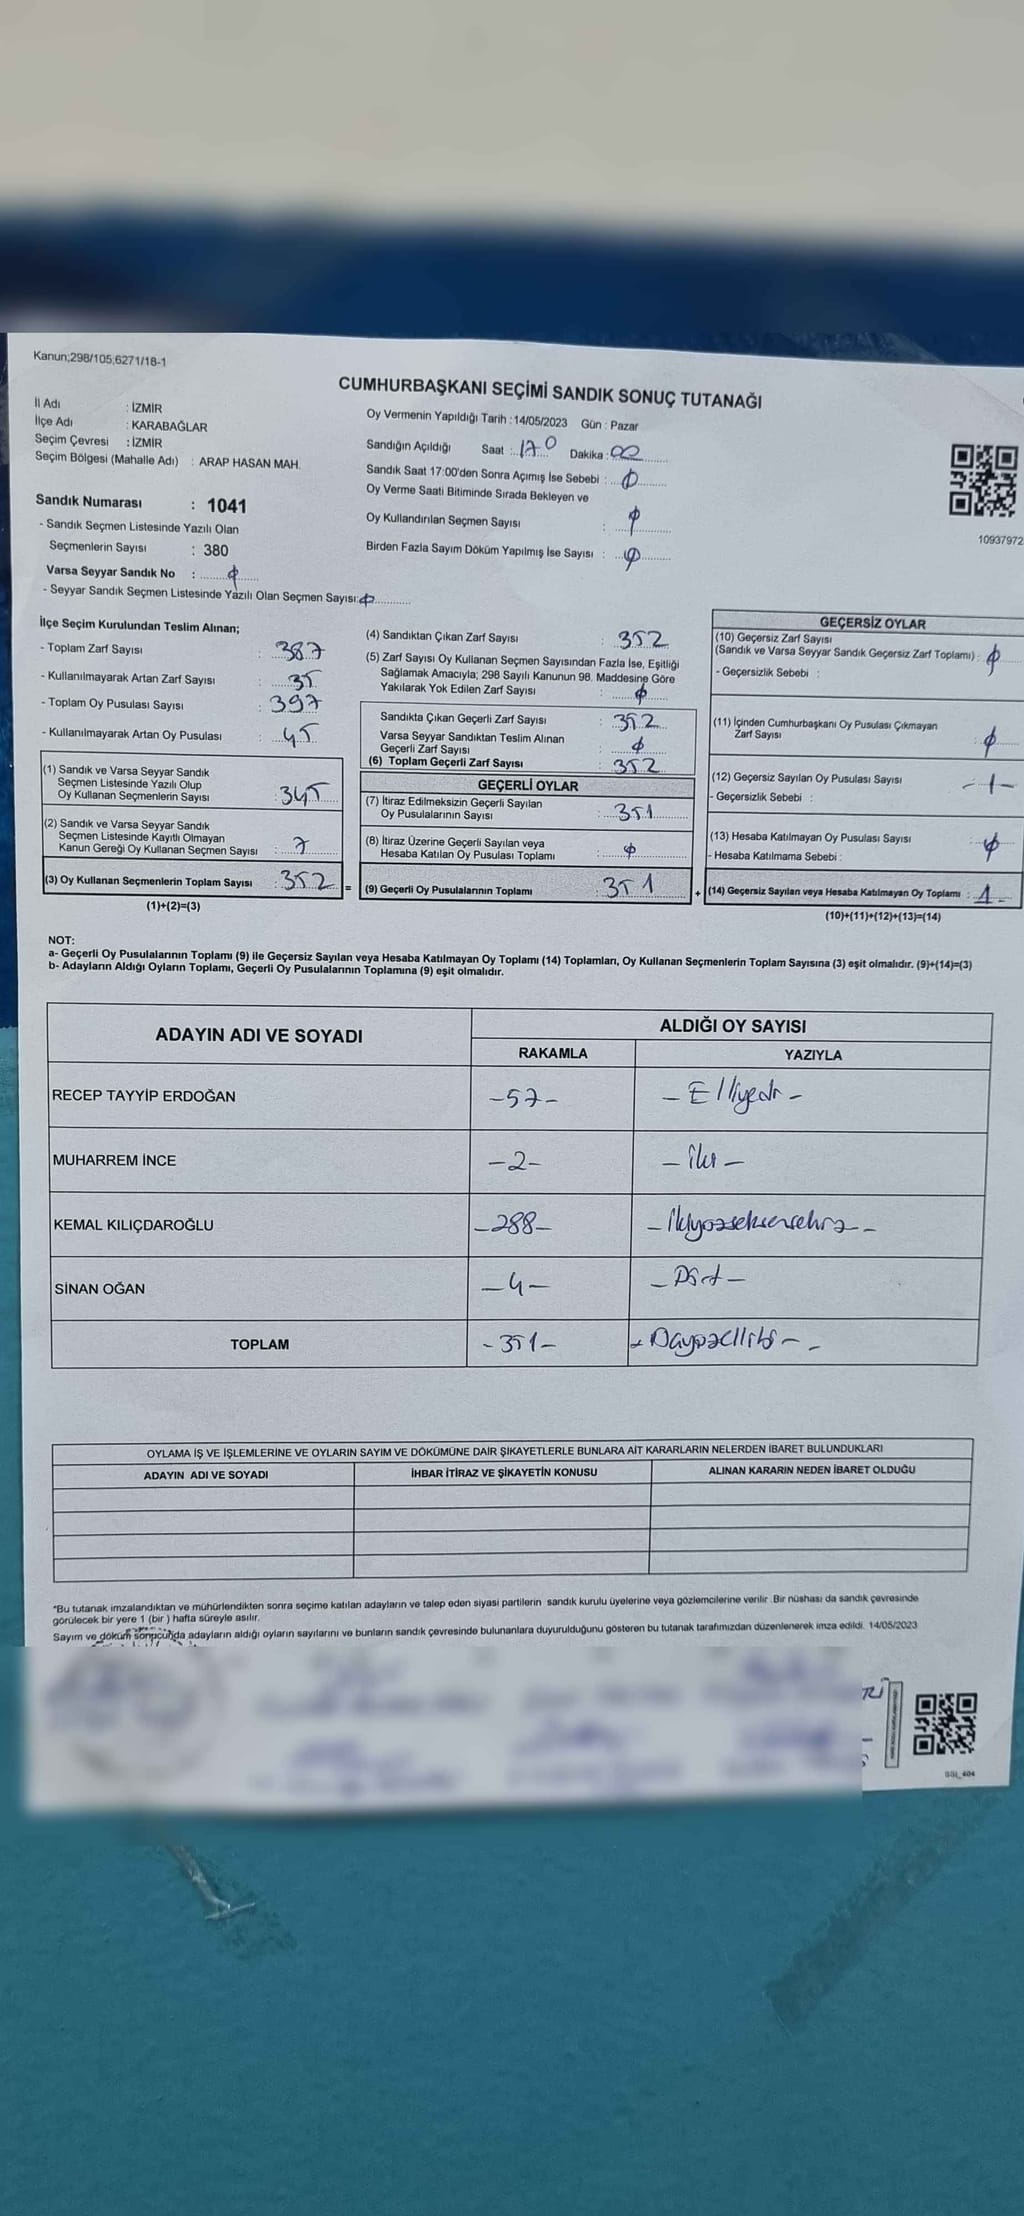 Kanun;298/105,6271/18-1
CUMHURBAŞKANI SEÇİMİ SANDIK SONUÇ TUTANAĞI
İl Adı : İZMİR
İlçe Adı : KARABAĞLAR
Seçim Çevresi : İZMİR
Seçim Bölgesi (Mahalle Adı) : ARAP HASAN MAH.
Sandık Numarası : 1041
- Sandık Seçmen Listesinde Yazılı Olan
Seçmenlerin Sayısı : 380
Varsa Seyyar Sandık No : ϕ
- Seyyar Sandık Seçmen Listesinde Yazılı Olan Seçmen Sayısı: ϕ
Oy Vermenin Yapıldığı Tarih : 14/05/2023 Gün : Pazar
Sandığın Açıldığı Saat : 17⁰ Dakika : 00
Sandık Saat 17:00'den Sonra Açımış İse Sebebi : ϕ
Oy Verme Saati Bitiminde Sırada Bekleyen ve
Oy Kullandırılan Seçmen Sayısı : ϕ
Birden Fazla Sayım Döküm Yapılmış İse Sayısı : ϕ
10937972
İlçe Seçim Kurulundan Teslim Alınan;
- Toplam Zarf Sayısı : 387
- Kullanılmayarak Artan Zarf Sayısı : 35
- Toplam Oy Pusulası Sayısı : 397
- Kullanılmayarak Artan Oy Pusulası : 45
(1) Sandık ve Varsa Seyyar Sandık
Seçmen Listesinde Yazılı Olup
Oy Kullanan Seçmenlerin Sayısı : 345
(2) Sandık ve Varsa Seyyar Sandık
Seçmen Listesinde Kayıtlı Olmayan
Kanun Gereği Oy Kullanan Seçmen Sayısı : 7
(3) Oy Kullanan Seçmenlerin Toplam Sayısı : 352 =
(1)+(2)=(3)
(4) Sandıktan Çıkan Zarf Sayısı : 352
(5) Zarf Sayısı Oy Kullanan Seçmen Sayısından Fazla İse, Eşitliği
Sağlamak Amacıyla; 298 Sayılı Kanunun 98. Maddesine Göre
Yakılarak Yok Edilen Zarf Sayısı : ϕ
Sandıkta Çıkan Geçerli Zarf Sayısı : 352
Varsa Seyyar Sandıktan Teslim Alınan
Geçerli Zarf Sayısı : ϕ
(6) Toplam Geçerli Zarf Sayısı : 352
GEÇERLİ OYLAR
(7) İtiraz Edilmeksizin Geçerli Sayılan
Oy Pusulalarının Sayısı : 351
(8) İtiraz Üzerine Geçerli Sayılan veya
Hesaba Katılan Oy Pusulası Toplamı : ϕ
(9) Geçerli Oy Pusulalarının Toplamı : 351 +
GEÇERSİZ OYLAR
(10) Geçersiz Zarf Sayısı
(Sandık ve Varsa Seyyar Sandık Geçersiz Zarf Toplamı) : ϕ
- Geçersizlik Sebebi :
(11) İçinden Cumhurbaşkanı Oy Pusulası Çıkmayan
Zarf Sayısı : ϕ
(12) Geçersiz Sayılan Oy Pusulası Sayısı : -1-
- Geçersizlik Sebebi :
(13) Hesaba Katılmayan Oy Pusulası Sayısı : ϕ
- Hesaba Katılmama Sebebi :
(14) Geçersiz Sayılan veya Hesaba Katılmayan Oy Toplamı : 1-
(10)+(11)+(12)+(13)=(14)
NOT:
a- Geçerli Oy Pusulalarının Toplamı (9) ile Geçersiz Sayılan veya Hesaba Katılmayan Oy Toplamı (14) Toplamları, Oy Kullanan Seçmenlerin Toplam Sayısına (3) eşit olmalıdır. (9)+(14)=(3)
b- Adayların Aldığı Oyların Toplamı, Geçerli Oy Pusulalarının Toplamına (9) eşit olmalıdır.
ADAYIN ADI VE SOYADI ALDIĞI OY SAYISI
RAKAMLA YAZIYLA
RECEP TAYYİP ERDOĞAN -57- - Elliyedi -
MUHARREM İNCE -2- - iki -
KEMAL KILIÇDAROĞLU -288- - İkiyüzseksensekiz -
SİNAN OĞAN -4- - Dört -
TOPLAM -351-
OYLAMA İŞ VE İŞLEMLERİNE VE OYLARIN SAYIM VE DÖKÜMÜNE DAİR ŞİKAYETLERLE BUNLARA AİT KARARLARIN NELERDEN İBARET BULUNDUKLARI
ADAYIN ADI VE SOYADI İHBAR İTİRAZ VE ŞİKAYETİN KONUSU ALINAN KARARIN NEDEN İBARET OLDUĞU
*Bu tutanak imzalandıktan ve mühürlendikten sonra seçime katılan adayların ve talep eden siyasi partilerin sandık kurulu üyelerine veya gözlemcilerine verilir .Bir nüshası da sandık çevresinde
görülecek bir yere 1 (bir ) hafta süreyle asılır.
Sayım ve döküm sonucunda adayların aldığı oyların sayılarını ve bunların sandık çevresinde bulunanlara duyurulduğunu gösteren bu tutanak tarafımızdan düzenlenerek imza edildi. 14/05/2023